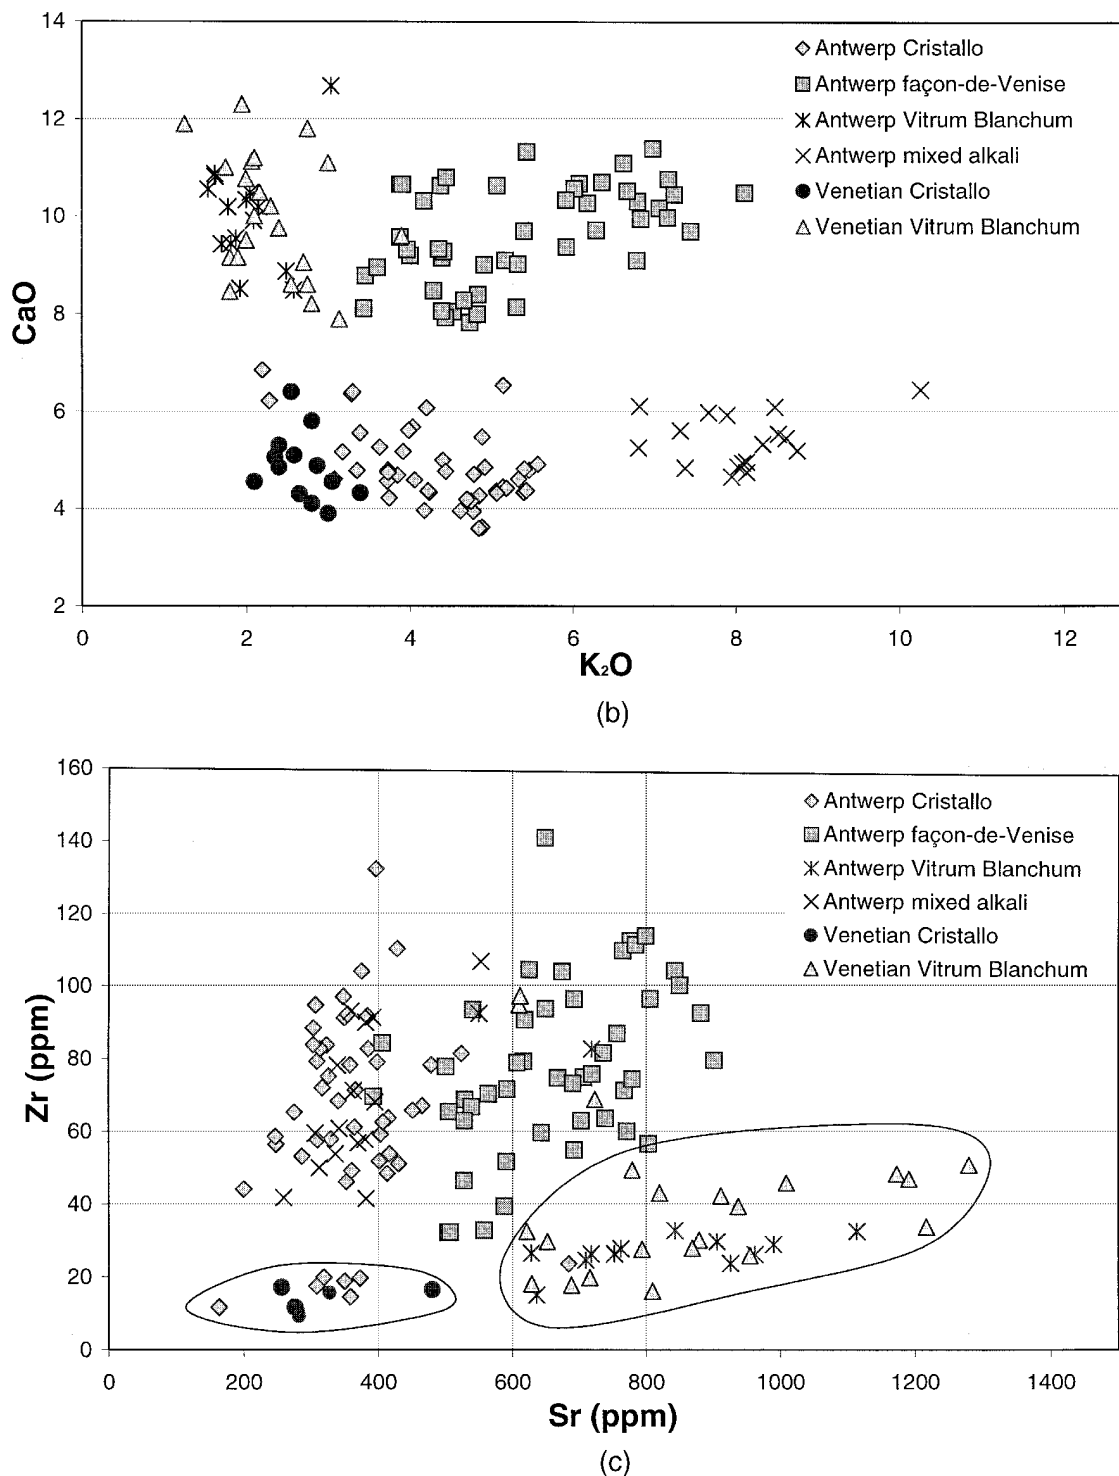 14
12
10
8
6
4
2
CaO
0
2
4
6
8
10
12
K₂O
Antwerp Cristallo
Antwerp façon-de-Venise
Antwerp Vitrum Blanchum
Antwerp mixed alkali
Venetian Cristallo
Venetian Vitrum Blanchum
(b)
160
140
120
100
80
60
40
20
0
Zr (ppm)
0
200
400
600
800
1000
1200
1400
Sr (ppm)
Antwerp Cristallo
Antwerp façon-de-Venise
Antwerp Vitrum Blanchum
Antwerp mixed alkali
Venetian Cristallo
Venetian Vitrum Blanchum
(c)